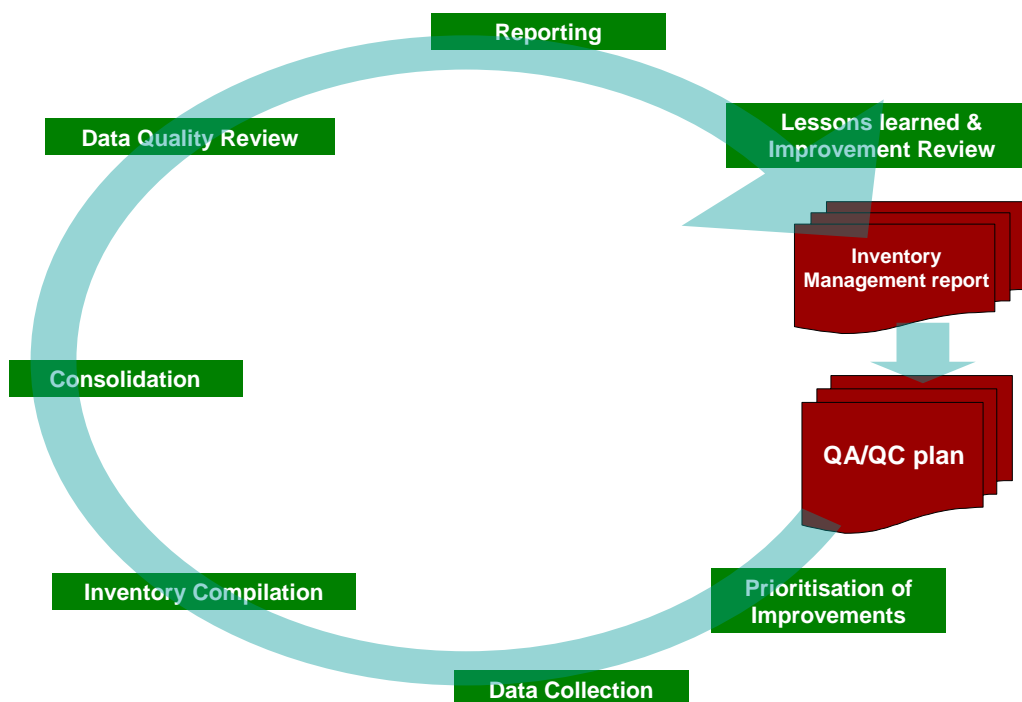 Reporting
Data Quality Review
Lessons learned &
Improvement Review
Inventory
Management report
Consolidation
QA/QC plan
Inventory Compilation
Prioritisation of
Improvements
Data Collection